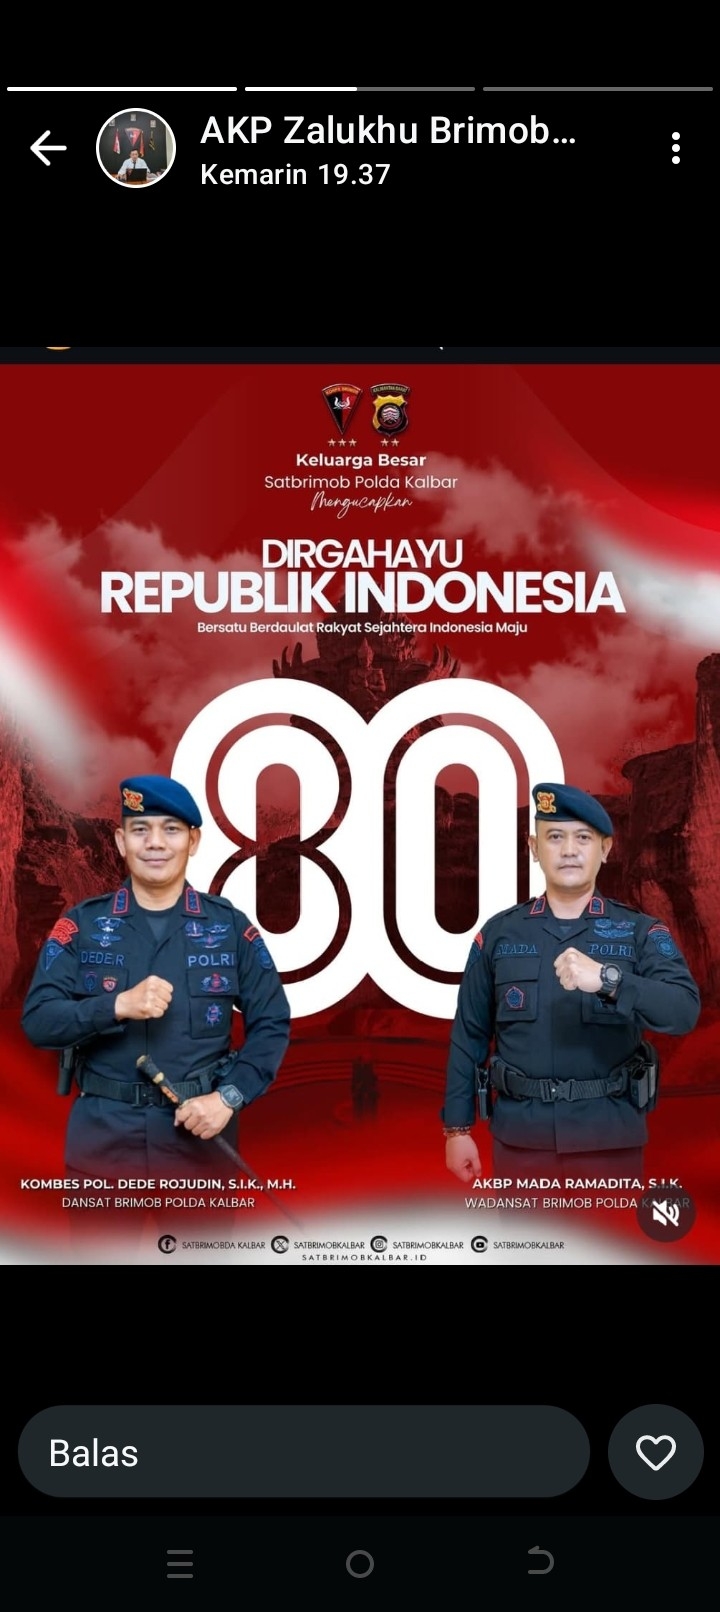 AKP Zalukhu Brimob...
Kemarin 19.37
Keluarga Besar
Satbrimob Polda Kalbar
Mengucapkan
DIRGAHAYU
REPUBLIK INDONESIA
Bersatu Berdaulat Rakyat Sejahtera Indonesia Maju
80
DEDE.R POLRI
MADA POLRI
KOMBES POL. DEDE ROJUDIN, S.I.K., M.H.
DANSAT BRIMOB POLDA KALBAR
AKBP MADA RAMADITA, S.I.K.
WADANSAT BRIMOB POLDA KALBAR
SATBRIMOBDA KALBAR SATBRIMOBKALBAR SATBRIMOBKALBAR SATBRIMOBKALBAR
SATBRIMOBKALBAR.ID
Balas